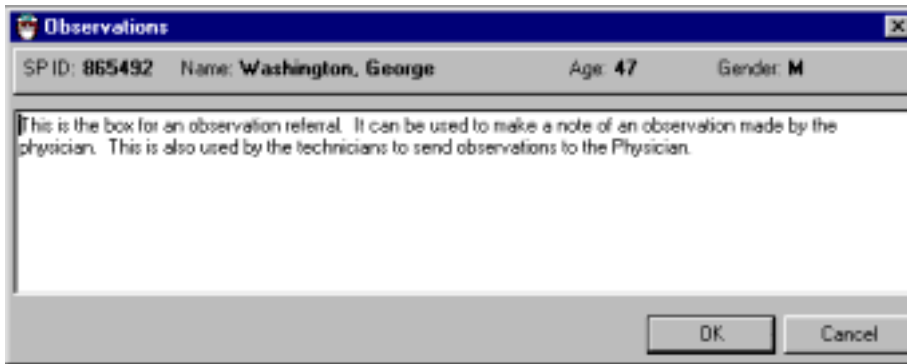 Observations
SP ID: 865492 Name: Washington, George Age: 47 Gender: M
This is the box for an observation referral. It can be used to make a note of an observation made by the
physician. This is also used by the technicians to send observations to the Physician.
OK Cancel